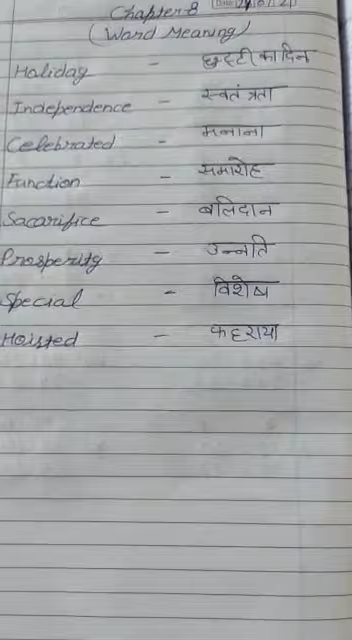 Chapter-8
(Word Meaning)
Holiday - छुट्टी का दिन
Independence - स्वतंत्रता
Celebrated - मनाना
Function - समारोह
Sacarifice - बलिदान
Prosperity - उन्नति
Special - विशेष
Hoisted - फहराया